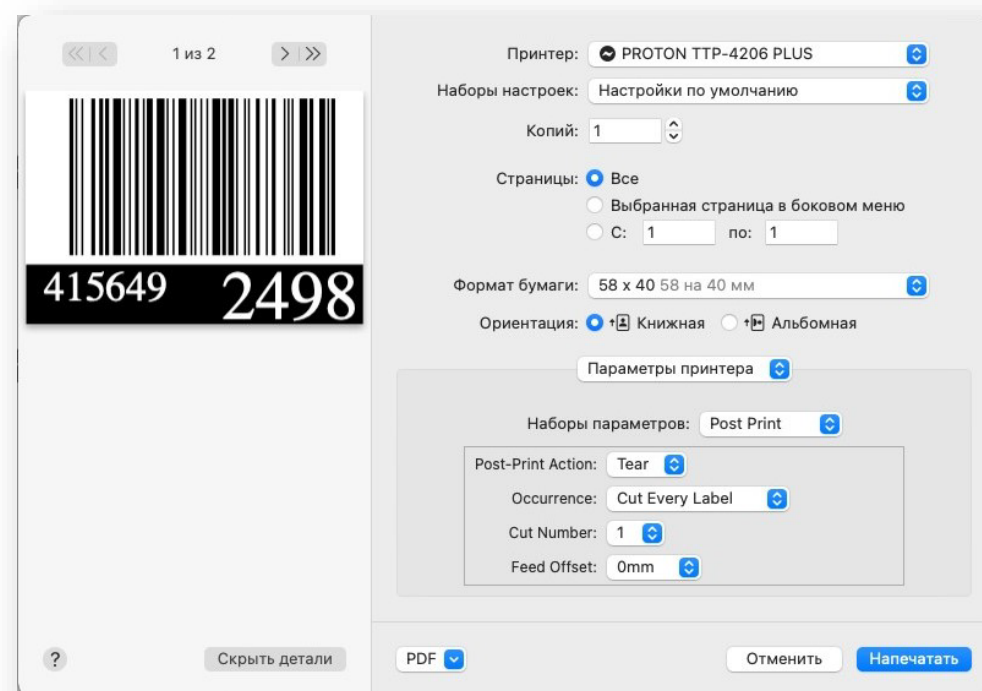 1 из 2
415649 2498
? Скрыть детали
Принтер: PROTON TTP-4206 PLUS
Наборы настроек: Настройки по умолчанию
Копий: 1
Страницы: Все
Выбранная страница в боковом меню
С: 1 по: 1
Формат бумаги: 58 x 40 58 на 40 мм
Ориентация: Книжная Альбомная
Параметры принтера
Наборы параметров: Post Print
Post-Print Action: Tear
Occurrence: Cut Every Label
Cut Number: 1
Feed Offset: 0mm
PDF Отменить Напечатать